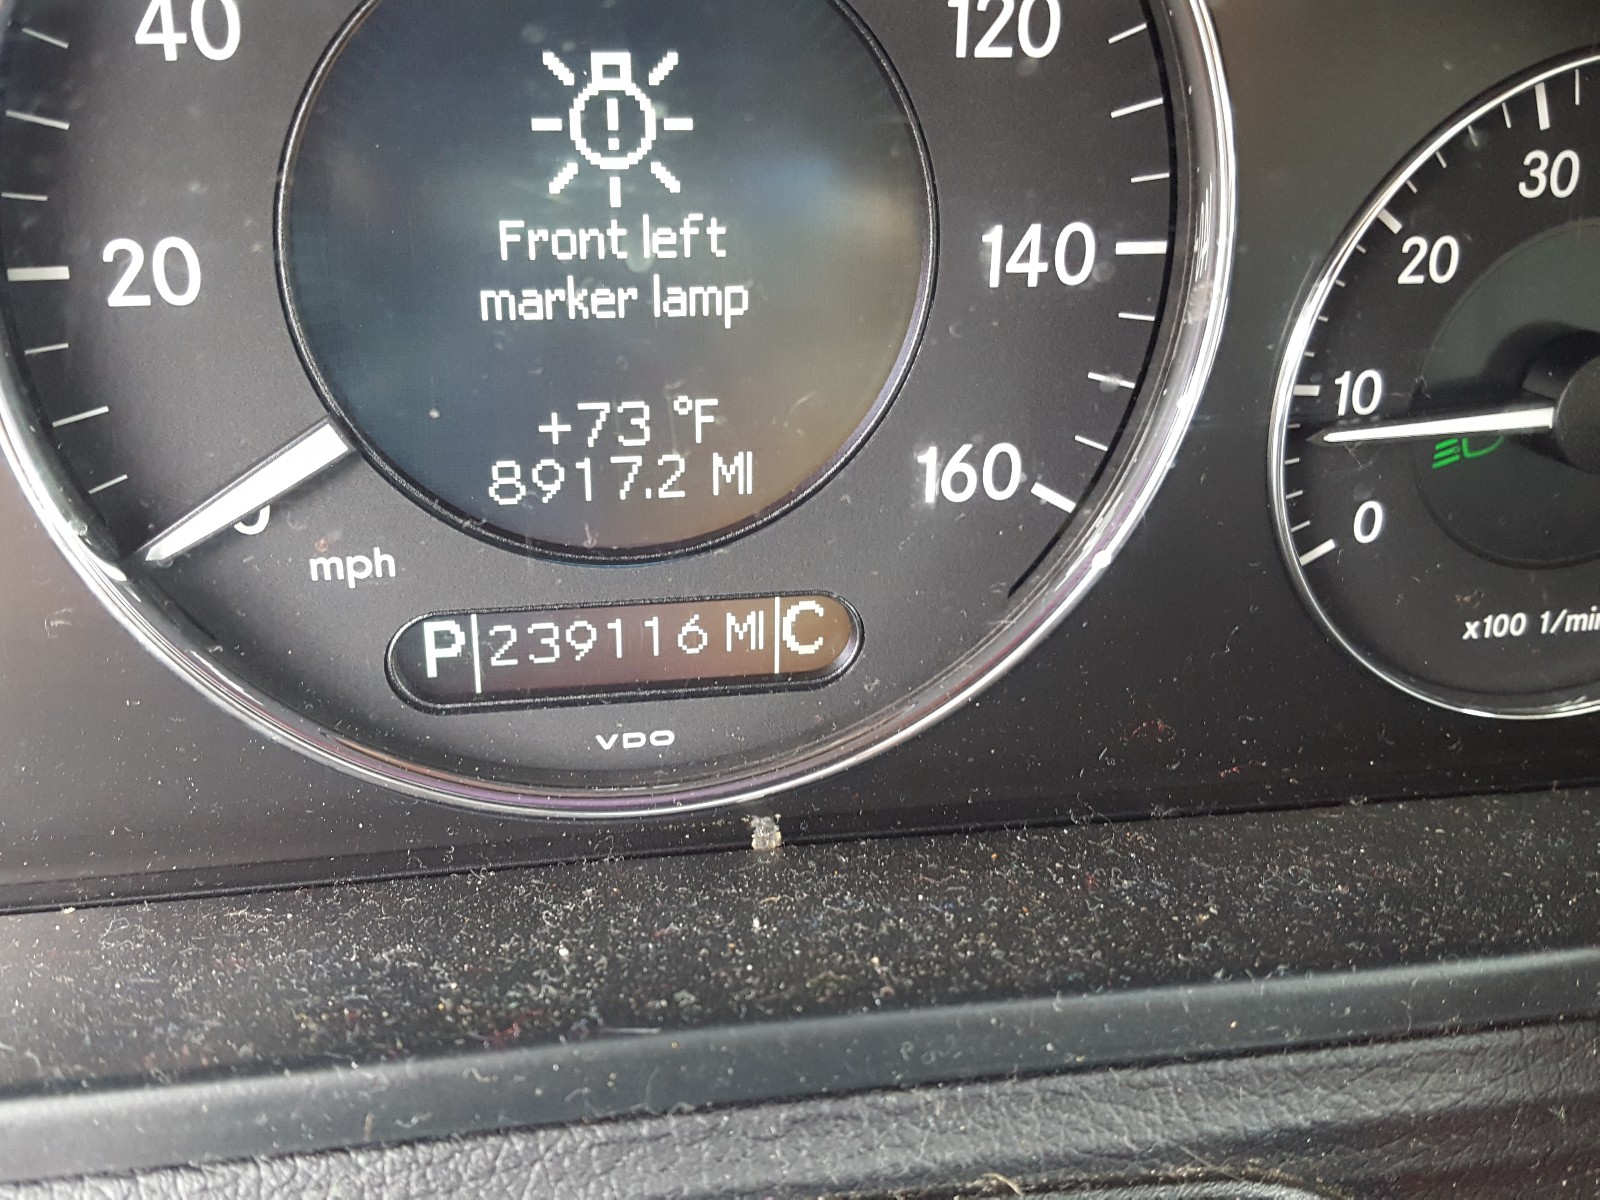 40
120
20
140
160
Front left
marker lamp
+73 °F
8917.2 MI
mph
P 239116 MI C
VDO
30
20
10
0
x100 1/min